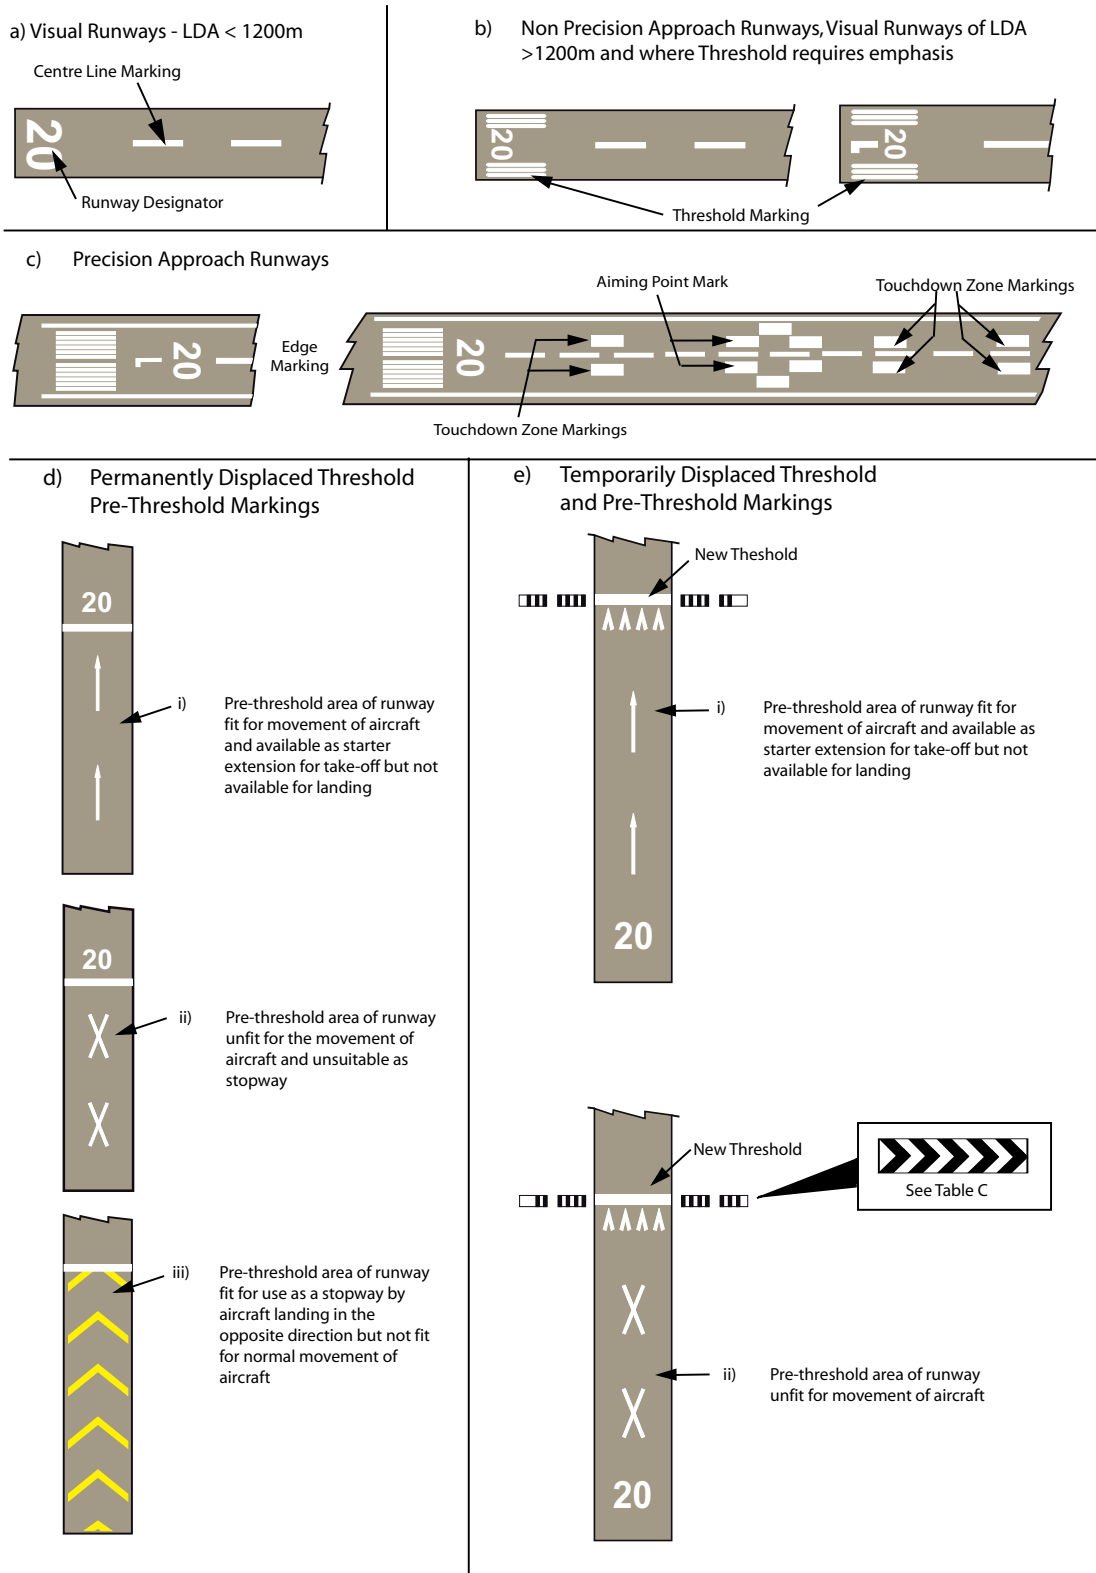 a) Visual Runways - LDA < 1200m
Centre Line Marking
20
Runway Designator
b) Non Precision Approach Runways, Visual Runways of LDA
>1200m and where Threshold requires emphasis
20
20
L
Threshold Marking
c) Precision Approach Runways
Aiming Point Mark
Touchdown Zone Markings
L
20
Edge
Marking
20
Touchdown Zone Markings
d) Permanently Displaced Threshold
Pre-Threshold Markings
20
i) Pre-threshold area of runway
fit for movement of aircraft
and available as starter
extension for take-off but not
available for landing
20
ii) Pre-threshold area of runway
unfit for the movement of
aircraft and unsuitable as
stopway
iii) Pre-threshold area of runway
fit for use as a stopway by
aircraft landing in the
opposite direction but not fit
for normal movement of
aircraft
e) Temporarily Displaced Threshold
and Pre-Threshold Markings
New Theshold
i) Pre-threshold area of runway fit for
movement of aircraft and available as
starter extension for take-off but not
available for landing
20
New Threshold
See Table C
ii) Pre-threshold area of runway
unfit for movement of aircraft
20